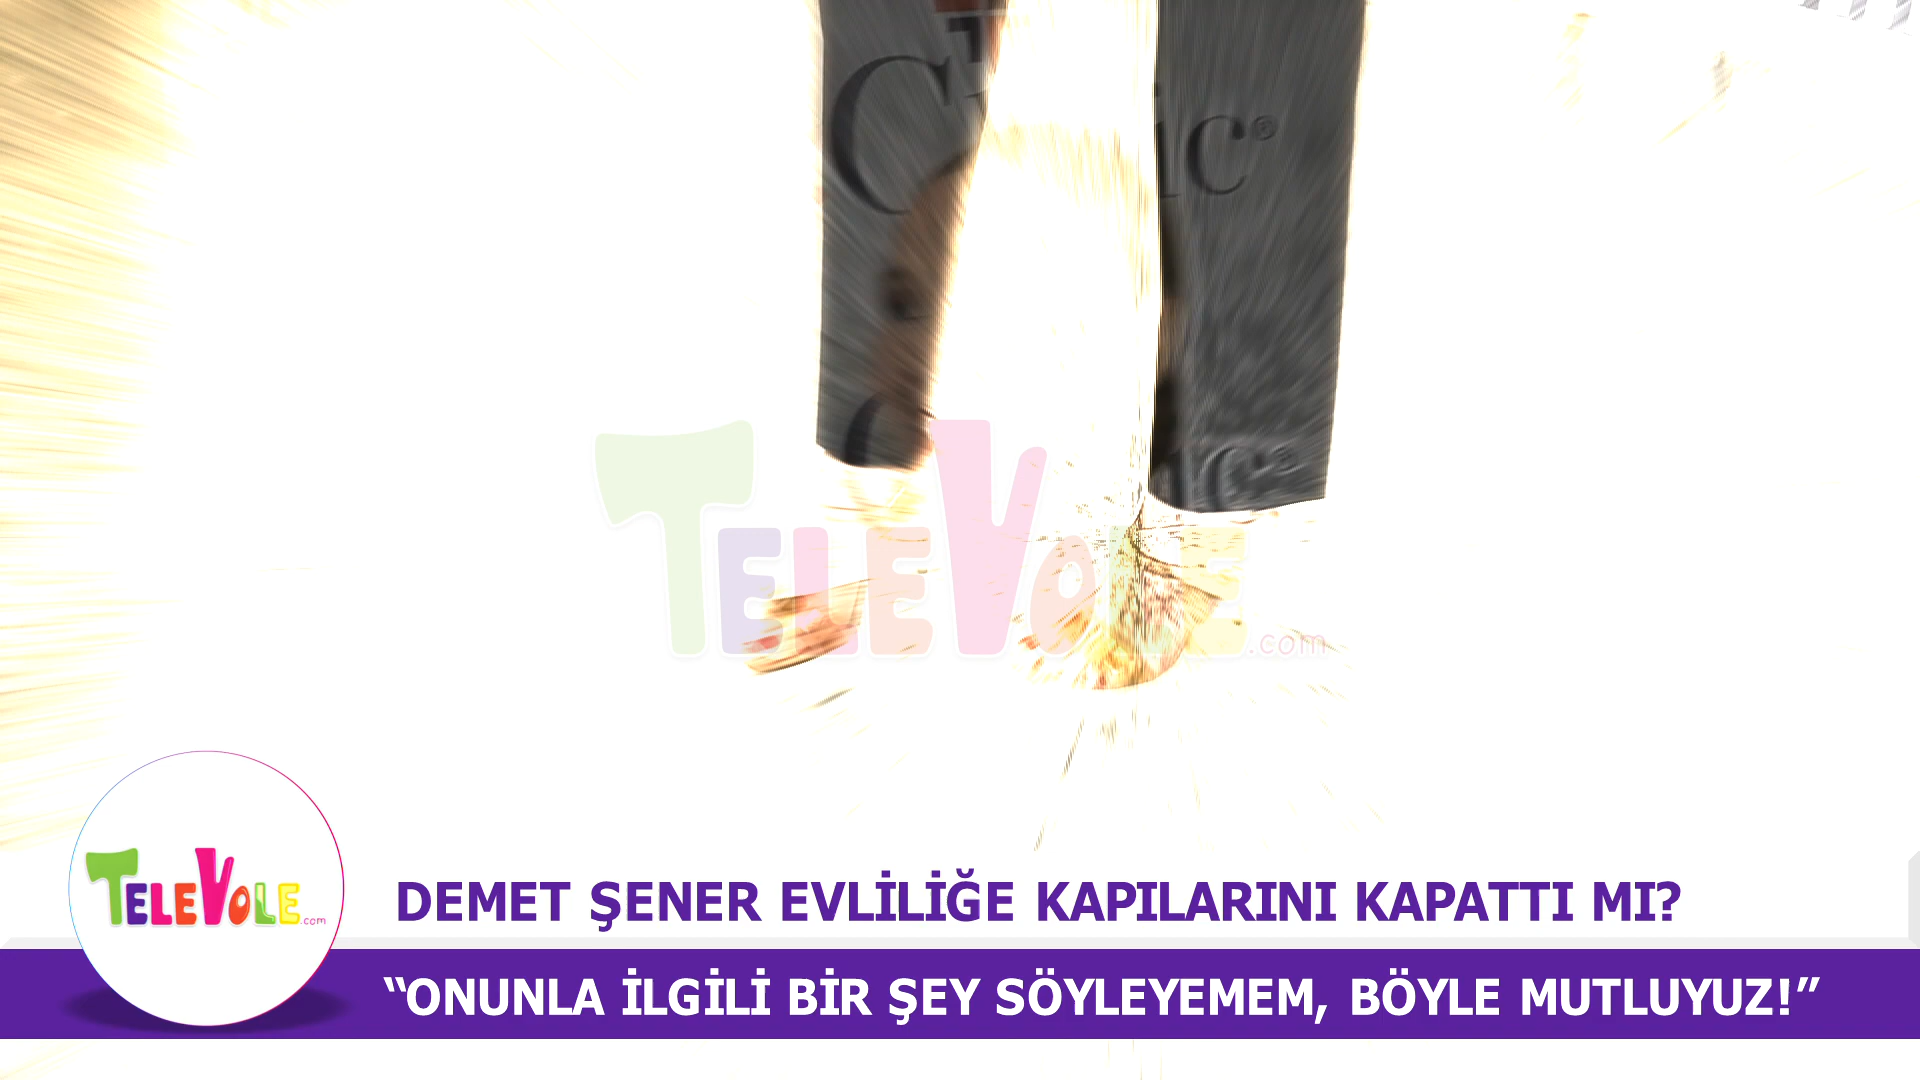 TELEVOLE.com
TELEVOLE.com
DEMET ŞENER EVLİLİĞE KAPILARINI KAPATTI MI?
“ONUNLA İLGİLİ BİR ŞEY SÖYLEYEMEM, BÖYLE MUTLUYUZ!”